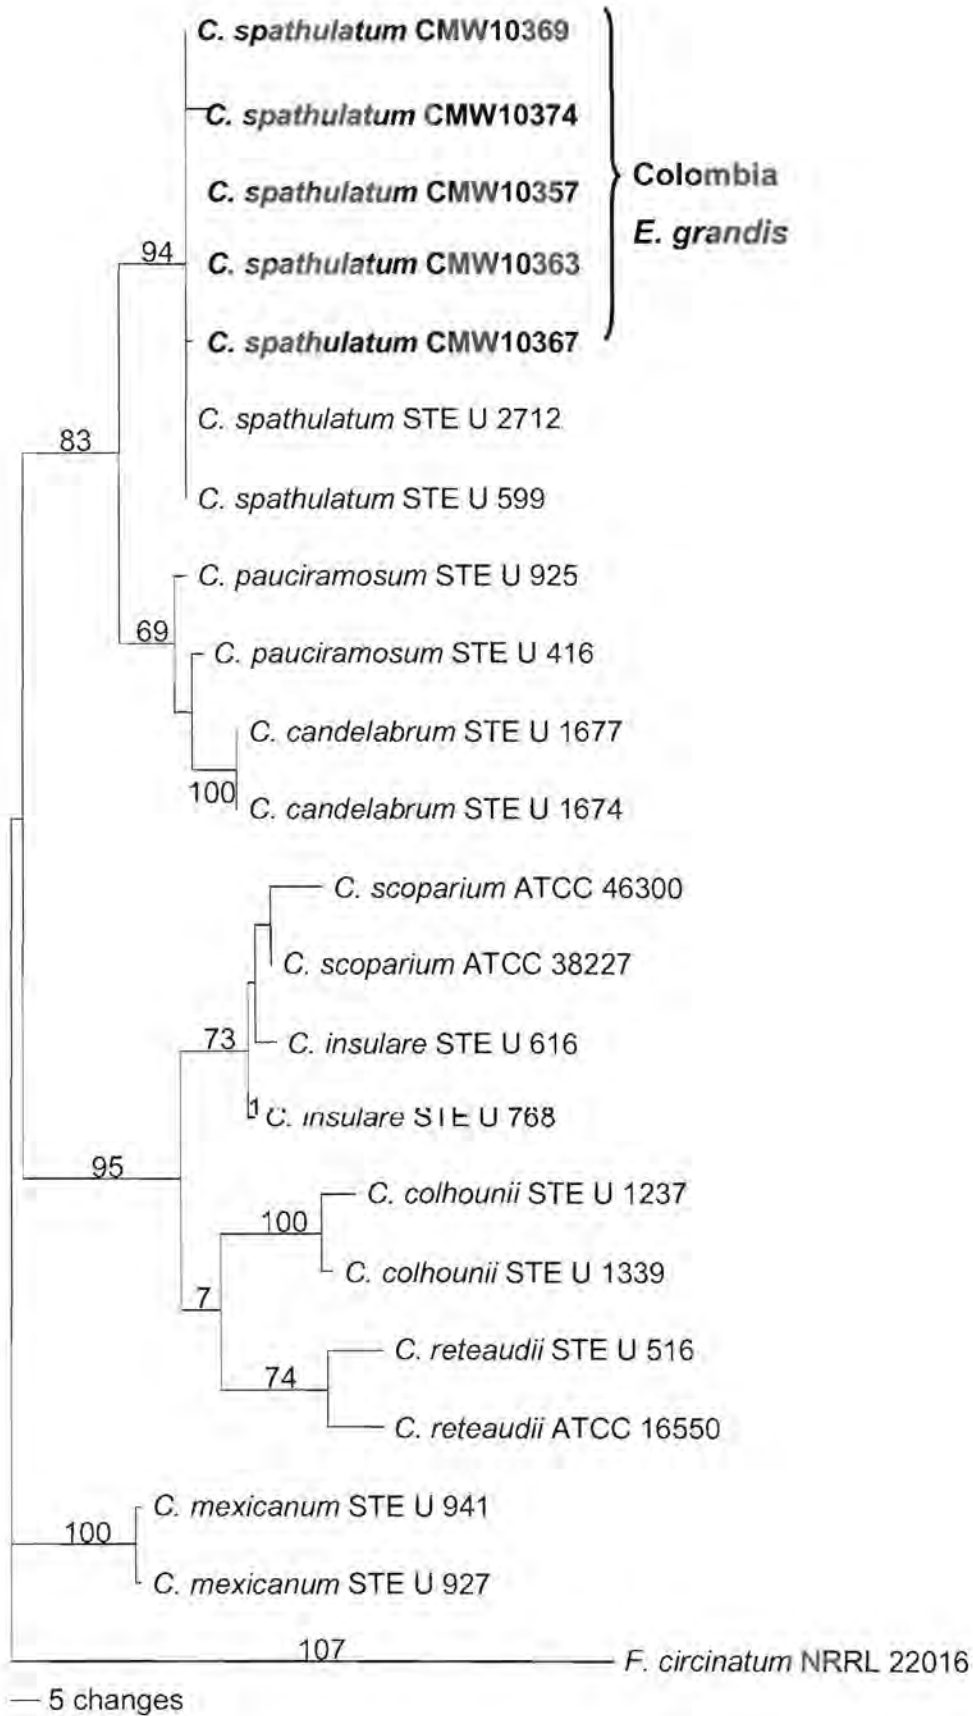 C. spathulatum CMW10369
C. spathulatum CMW10374
C. spathulatum CMW10357
Colombia
E. grandis
C. spathulatum CMW10363
94
C. spathulatum CMW10367
C. spathulatum STE U 2712
83
C. spathulatum STE U 599
C. pauciramosum STE U 925
69
C. pauciramosum STE U 416
C. candelabrum STE U 1677
100
C. candelabrum STE U 1674
C. scoparium ATCC 46300
C. scoparium ATCC 38227
73
C. insulare STE U 616
1
C. insulare STE U 768
95
C. colhounii STE U 1237
100
C. colhounii STE U 1339
7
C. reteaudii STE U 516
74
C. reteaudii ATCC 16550
C. mexicanum STE U 941
100
C. mexicanum STE U 927
107
F. circinatum NRRL 22016
5 changes